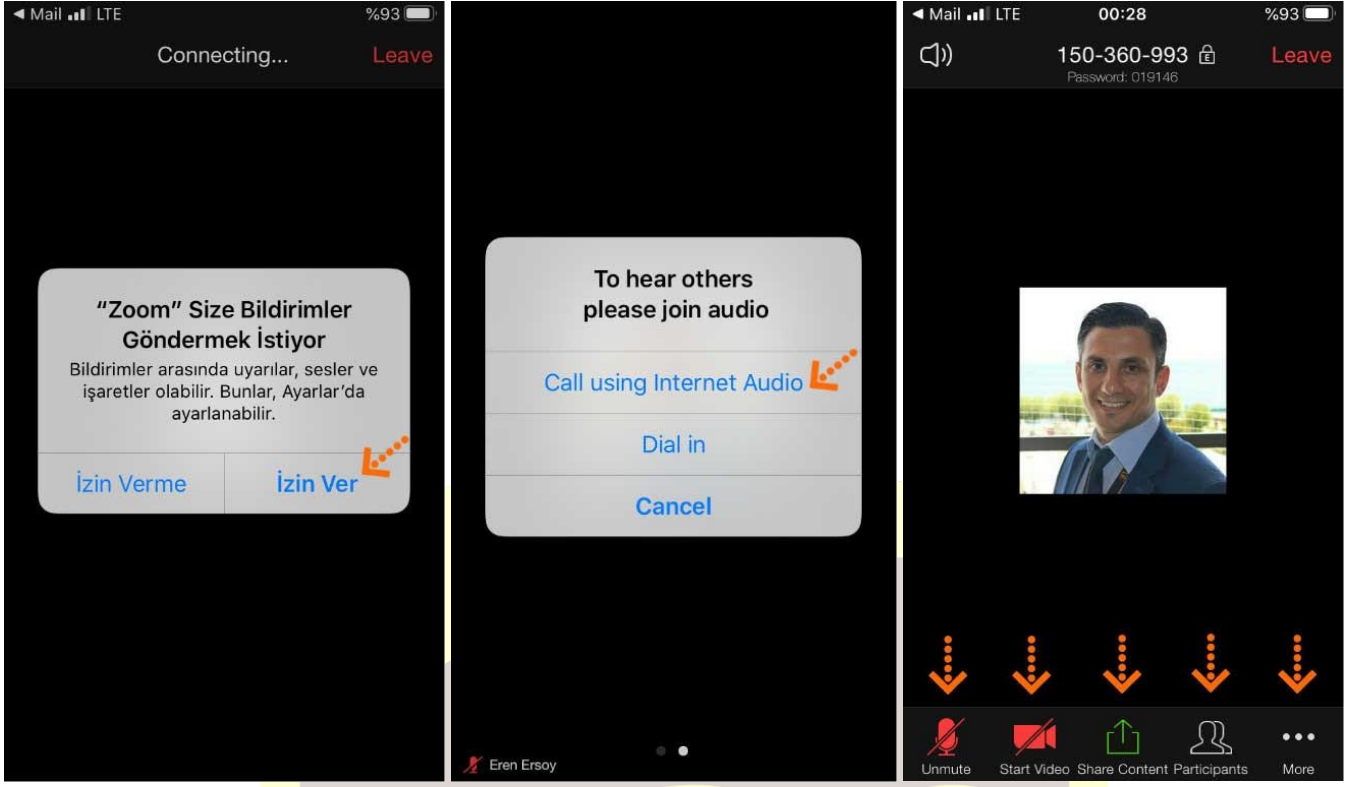 Mail LTE
%93
Connecting...
Leave
“Zoom” Size Bildirimler
Göndermek İstiyor
Bildirimler arasında uyarılar, sesler ve
işaretler olabilir. Bunlar, Ayarlar’da
ayarlanabilir.
İzin Verme
İzin Ver
To hear others
please join audio
Call using Internet Audio
Dial in
Cancel
Eren Ersoy
Mail LTE
00:28
%93
150-360-993
E
Leave
Password: 019146
Unmute
Start Video
Share Content
Participants
More